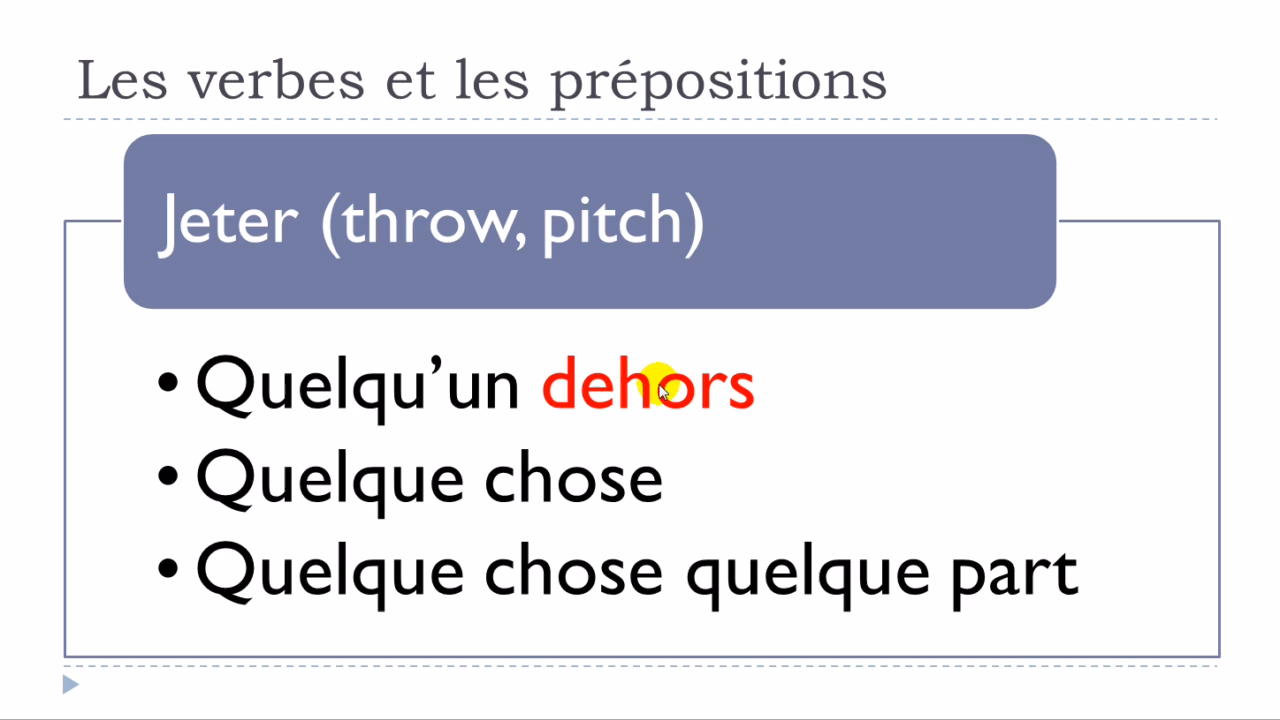 Les verbes et les prépositions
Jeter (throw, pitch)
• Quelqu’un dehors
• Quelque chose
• Quelque chose quelque part